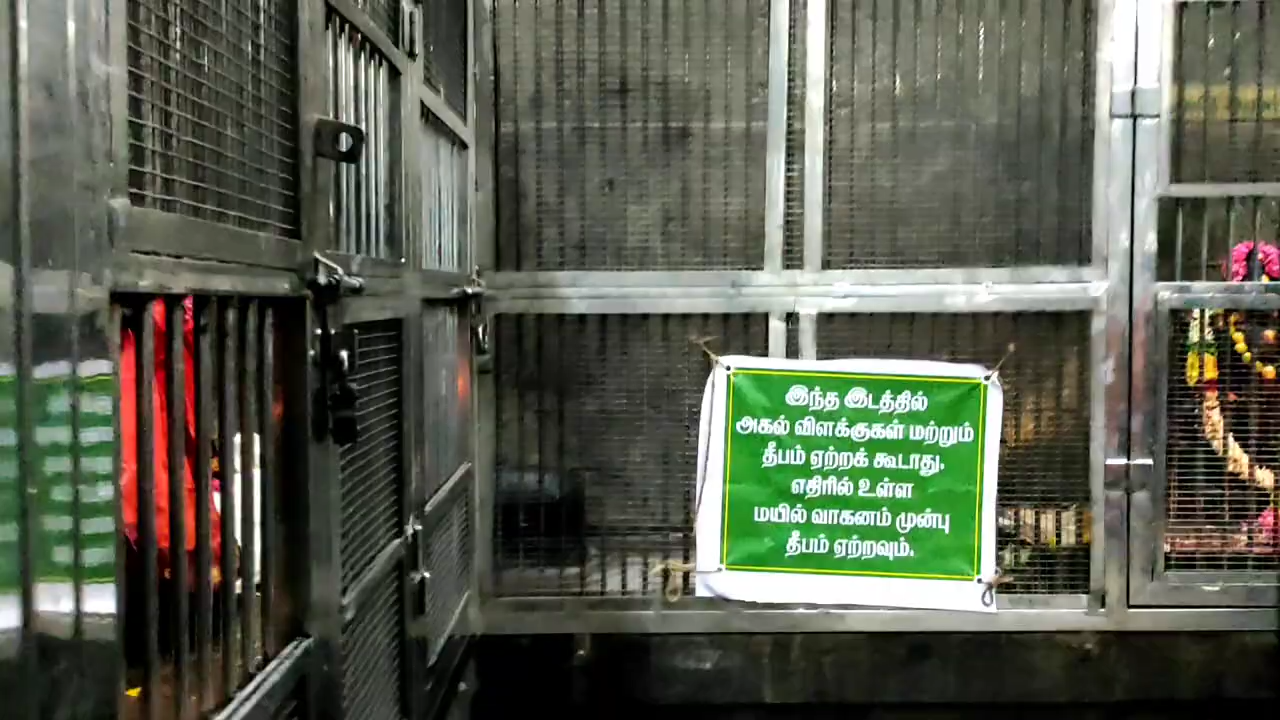 இந்த இடத்தில்
அகல் விளக்குகள் மற்றும்
தீபம் ஏற்றக் கூடாது.
எதிரில் உள்ள
மயில் வாகனம் முன்பு
தீபம் ஏற்றவும்.